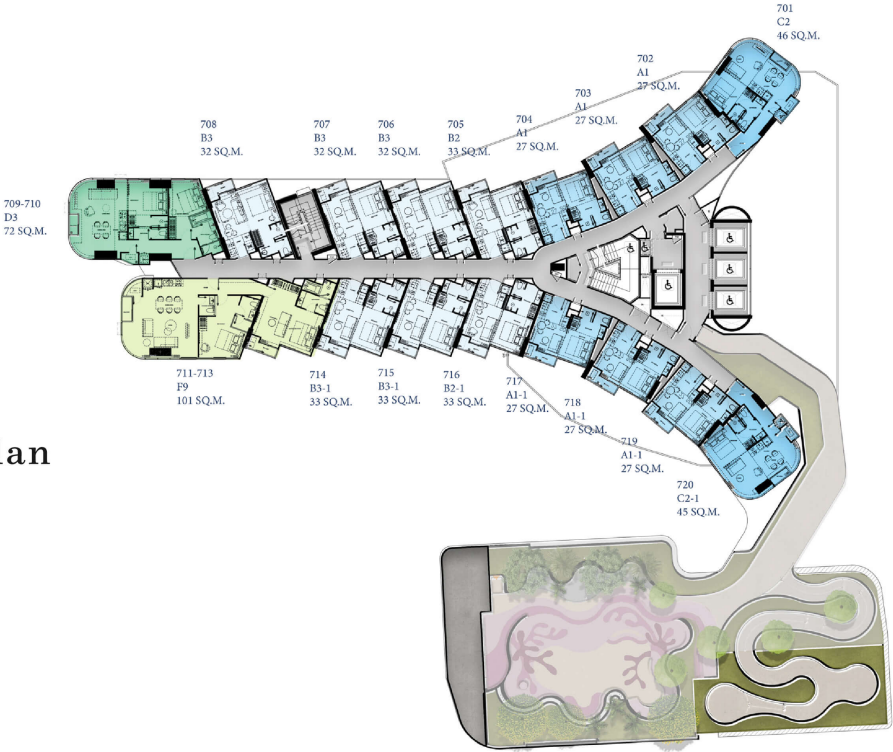 701
C2
46 SQ.M.
702
A1
27 SQ.M.
703
A1
27 SQ.M.
704
A1
27 SQ.M.
705
B2
33 SQ.M.
706
B3
32 SQ.M.
707
B3
32 SQ.M.
708
B3
32 SQ.M.
709-710
D3
72 SQ.M.
711-713
F9
101 SQ.M.
714
B3-1
33 SQ.M.
715
B3-1
33 SQ.M.
716
B2-1
33 SQ.M.
717
A1-1
27 SQ.M.
718
A1-1
27 SQ.M.
719
A1-1
27 SQ.M.
720
C2-1
45 SQ.M.
lan